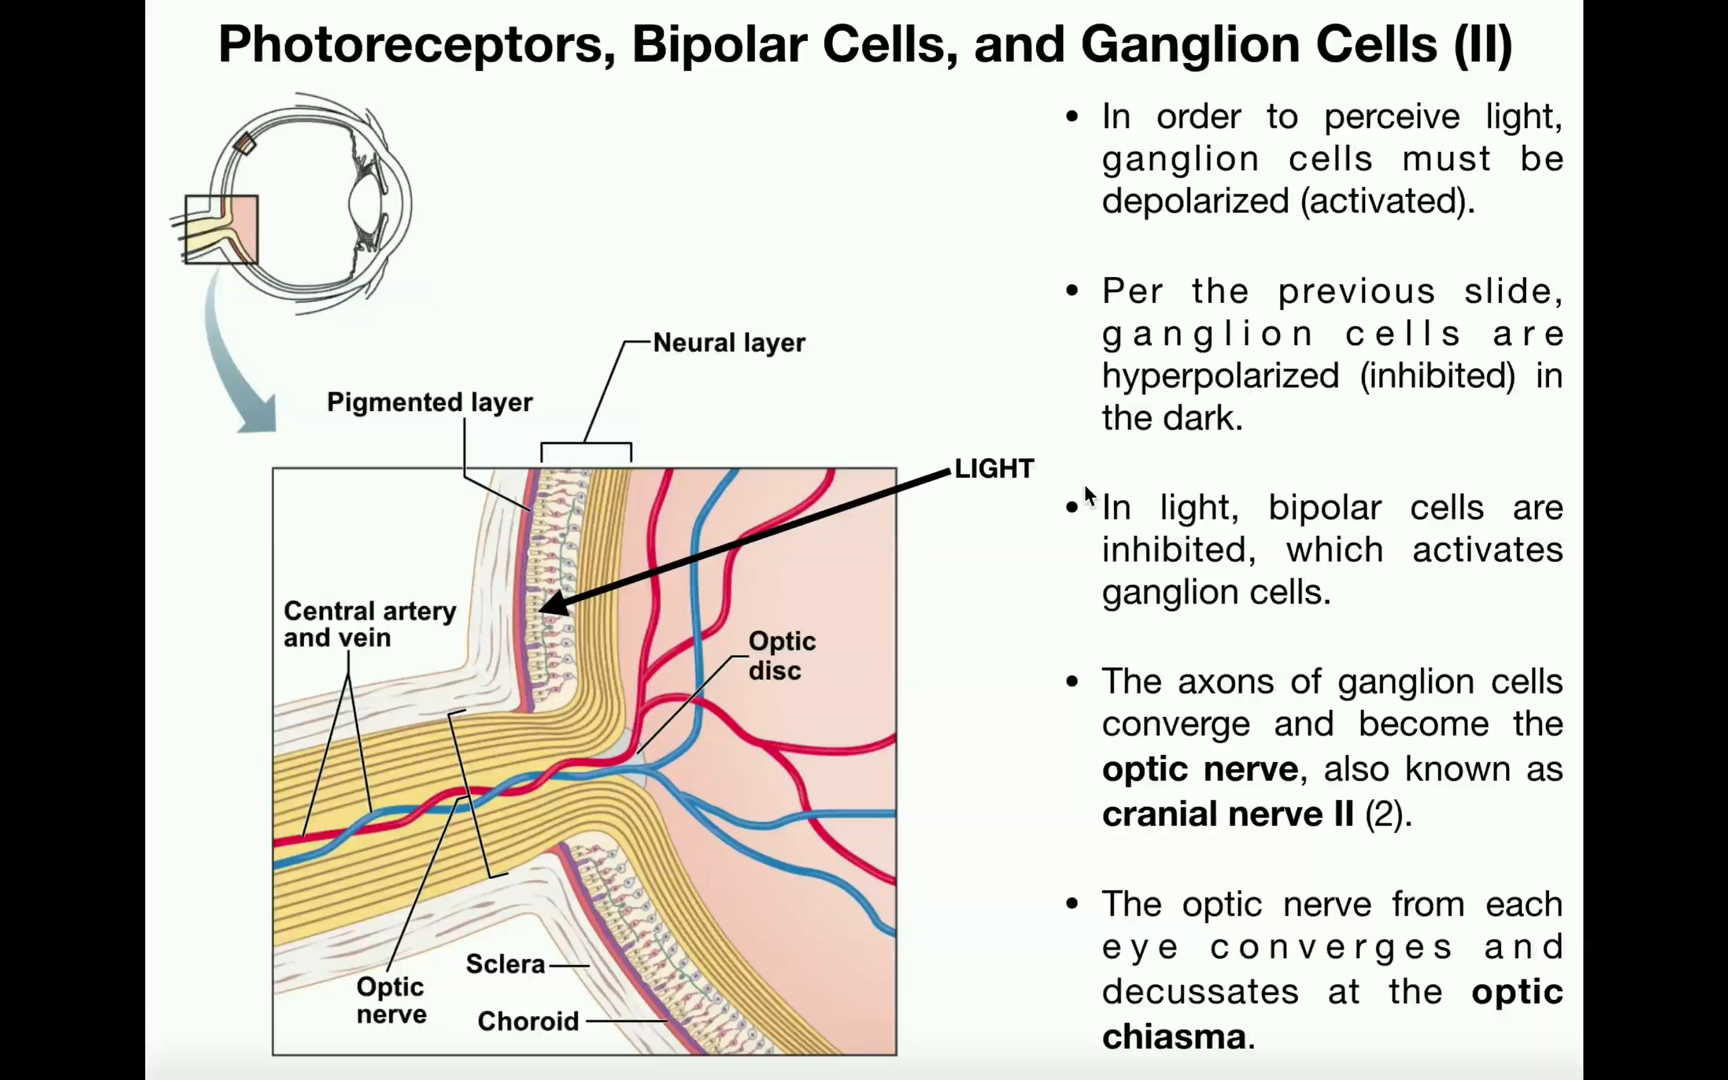 Photoreceptors, Bipolar Cells, and Ganglion Cells (II)
Neural layer
Pigmented layer
LIGHT
Central artery
and vein
Optic
disc
Optic
nerve
Sclera
Choroid
• In order to perceive light,
ganglion cells must be
depolarized (activated).
• Per the previous slide,
ganglion cells are
hyperpolarized (inhibited) in
the dark.
• In light, bipolar cells are
inhibited, which activates
ganglion cells.
• The axons of ganglion cells
converge and become the
optic nerve, also known as
cranial nerve II (2).
• The optic nerve from each
eye converges and
decussates at the optic
chiasma.